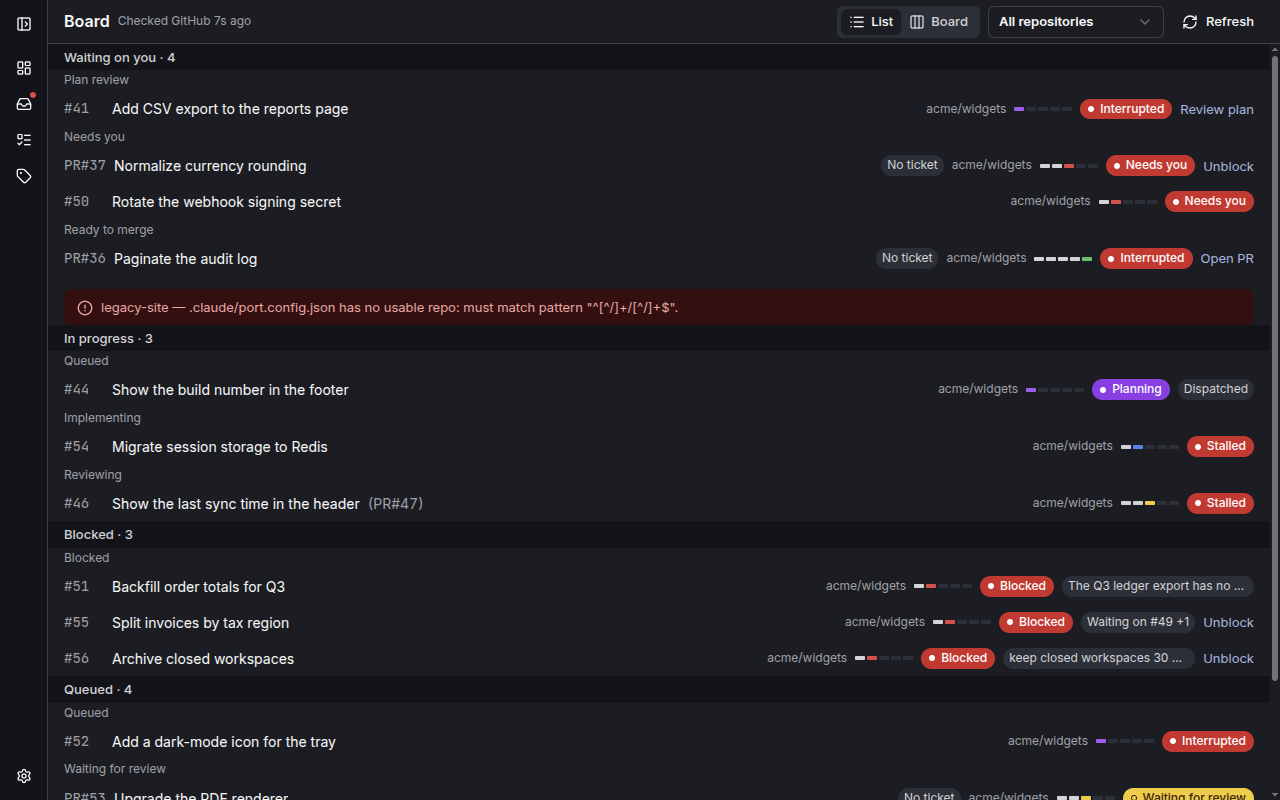 Board Checked GitHub 7s ago List Board All repositories Refresh
Waiting on you · 4
Plan review
#41 Add CSV export to the reports page acme/widgets Interrupted Review plan
Needs you
PR#37 Normalize currency rounding No ticket acme/widgets Needs you Unblock
#50 Rotate the webhook signing secret acme/widgets Needs you
Ready to merge
PR#36 Paginate the audit log No ticket acme/widgets Interrupted Open PR
legacy-site — .claude/port.config.json has no usable repo: must match pattern "^[^/]+/[^/]+$".
In progress · 3
Queued
#44 Show the build number in the footer acme/widgets Planning Dispatched
Implementing
#54 Migrate session storage to Redis acme/widgets Stalled
Reviewing
#46 Show the last sync time in the header (PR#47) acme/widgets Stalled
Blocked · 3
Blocked
#51 Backfill order totals for Q3 acme/widgets Blocked The Q3 ledger export has no ...
#55 Split invoices by tax region acme/widgets Blocked Waiting on #49 +1 Unblock
#56 Archive closed workspaces acme/widgets Blocked keep closed workspaces 30 ... Unblock
Queued · 4
Queued
#52 Add a dark-mode icon for the tray acme/widgets Interrupted
Waiting for review
PR#53 Upgrade the PDF renderer No ticket acme/widgets Waiting for review